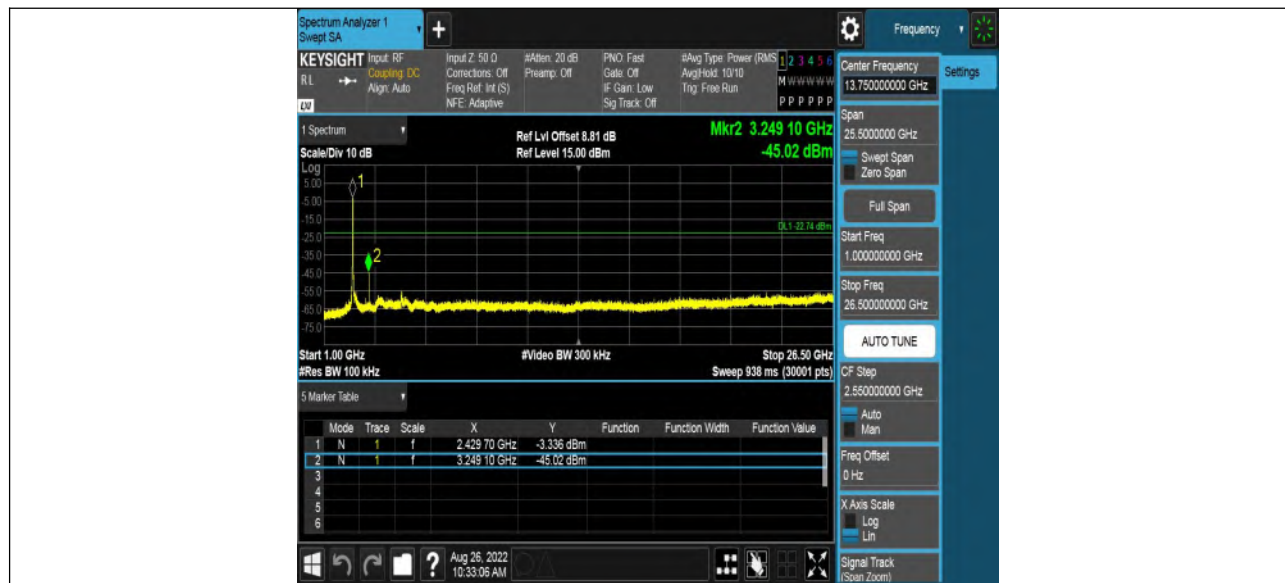 Spectrum Analyzer 1
Swept SA
Frequency
KEYSIGHT
RL
LXI
Input: RF
Coupling: DC
Align: Auto
Input Z: 50 Ω
Corrections: Off
Freq Ref: Int (S)
NFE: Adaptive
#Atten: 20 dB
Preamp: Off
PNO: Fast
Gate: Off
IF Gain: Low
Sig Track: Off
#Avg Type: Power (RMS
Avg|Hold: 10/10
Trig: Free Run
1 2 3 4 5 6
M W W W W W
P P P P P P
Center Frequency
13.750000000 GHz
Settings
Span
25.5000000 GHz
Swept Span
Zero Span
Full Span
Start Freq
1.000000000 GHz
Stop Freq
26.500000000 GHz
AUTO TUNE
CF Step
2.550000000 GHz
Auto
Man
Freq Offset
0 Hz
X Axis Scale
Log
Lin
Signal Track
(Span Zoom)
1 Spectrum
Scale/Div 10 dB
Ref Lvl Offset 8.81 dB
Ref Level 15.00 dBm
Mkr2 3.249 10 GHz
-45.02 dBm
Log
5.00
-5.00
-15.0
-25.0
-35.0
-45.0
-55.0
-65.0
-75.0
1
2
DL1 -22.74 dBm
Start 1.00 GHz
#Res BW 100 kHz
#Video BW 300 kHz
Stop 26.50 GHz
Sweep 938 ms (30001 pts)
5 Marker Table
Mode Trace Scale X Y Function Function Width Function Value
1 N 1 f 2.429 70 GHz -3.336 dBm
2 N 1 f 3.249 10 GHz -45.02 dBm
3
4
5
6
Aug 26, 2022
10:33:06 AM